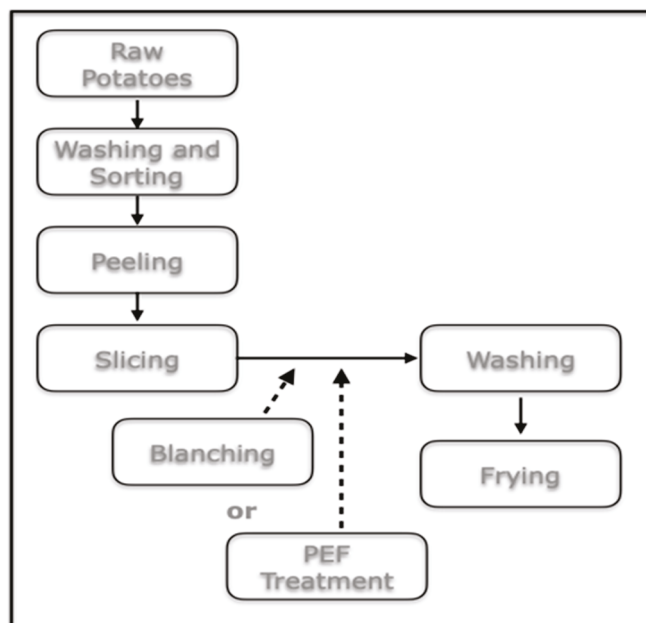 Raw
Potatoes
Washing and
Sorting
Peeling
Slicing
Washing
Blanching
Frying
or
PEF
Treatment